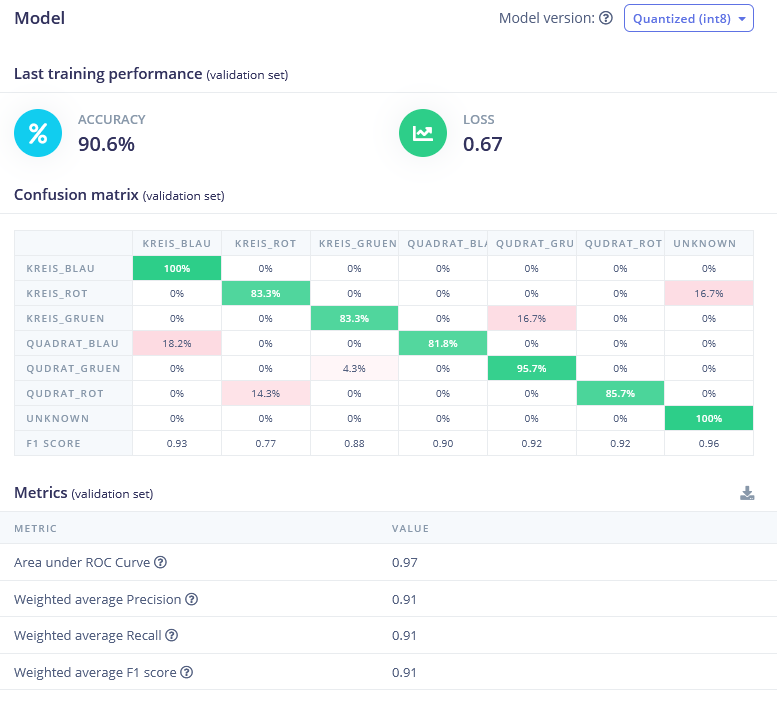 Model
Model version: Quantized (int8)
Last training performance (validation set)
%
ACCURACY
90.6%
LOSS
0.67
Confusion matrix (validation set)
KREIS_BLAU KREIS_ROT KREIS_GRUEN QUADRAT_BLA QUDRAT_GRU QUDRAT_ROT UNKNOWN
KREIS_BLAU 100% 0% 0% 0% 0% 0% 0%
KREIS_ROT 0% 83.3% 0% 0% 0% 0% 16.7%
KREIS_GRUEN 0% 0% 83.3% 0% 16.7% 0% 0%
QUADRAT_BLAU 18.2% 0% 0% 81.8% 0% 0% 0%
QUDRAT_GRUEN 0% 0% 4.3% 0% 95.7% 0% 0%
QUDRAT_ROT 0% 14.3% 0% 0% 0% 85.7% 0%
UNKNOWN 0% 0% 0% 0% 0% 0% 100%
F1 SCORE 0.93 0.77 0.88 0.90 0.92 0.92 0.96
Metrics (validation set)
METRIC VALUE
Area under ROC Curve 0.97
Weighted average Precision 0.91
Weighted average Recall 0.91
Weighted average F1 score 0.91